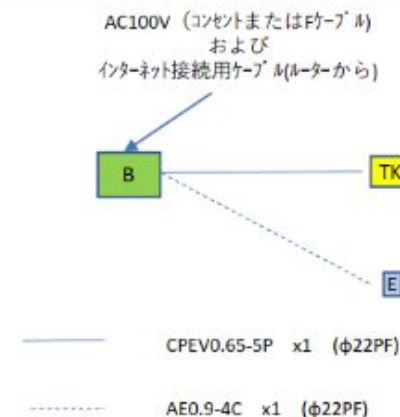 AC100V（ｺﾝｾﾝﾄまたはFｹｰﾌﾞﾙ)
および
ｲﾝﾀｰﾈｯﾄ接続用ｹｰﾌﾞﾙ(ﾙｰﾀｰから)
B
TK
E
CPEV0.65-5P x1 (φ22PF)
AE0.9-4C x1 (φ22PF)